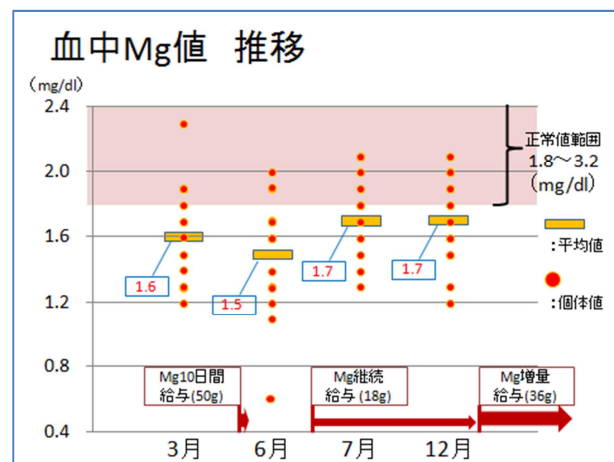 血中Mg値 推移
(mg/dl)
2.4
2.0
1.6
1.2
0.8
0.4
正常値範囲
1.8～3.2
(mg/dl)
:平均値
:個体値
1.6
1.5
1.7
1.7
Mg10日間
給与(50g)
Mg継続
給与(18g)
Mg増量
給与(36g)
3月
6月
7月
12月